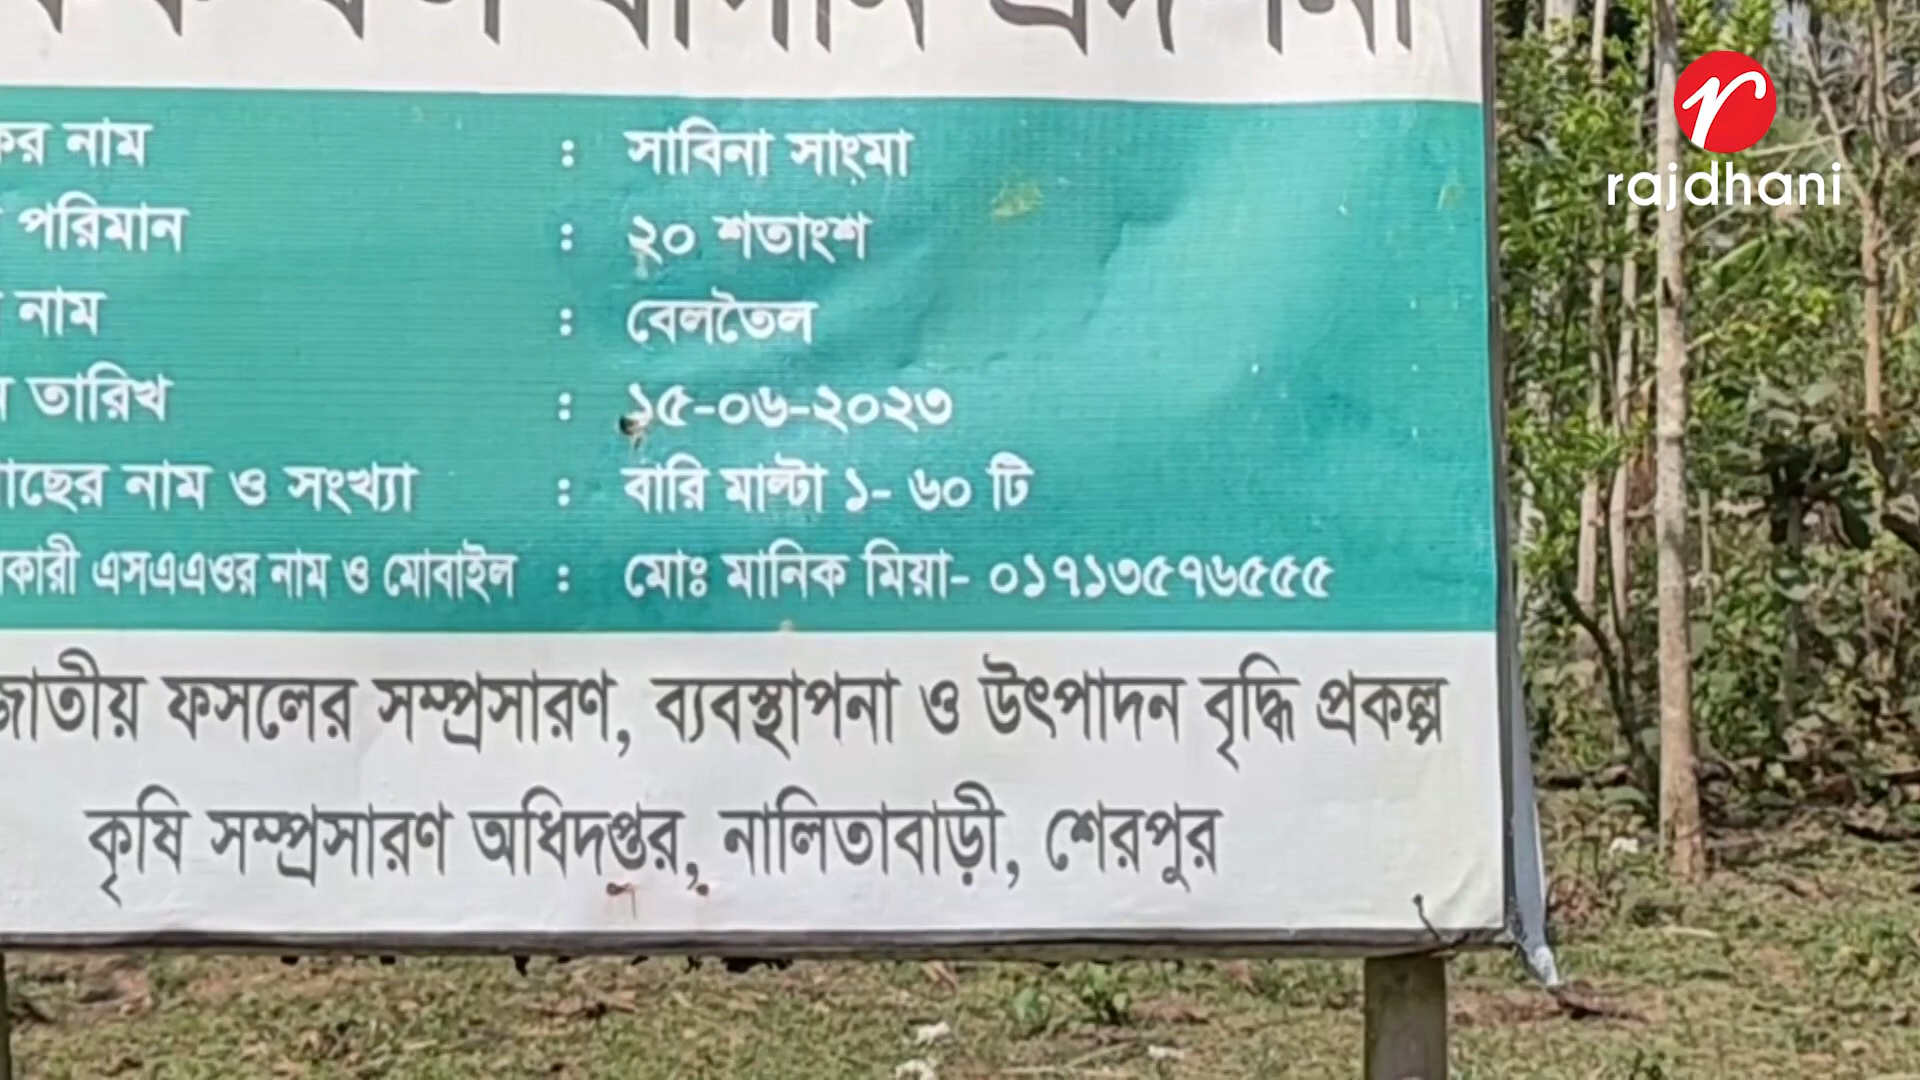 নাম : সাবিনা সাংমা
পরিমান : ২০ শতাংশ
নাম : বেলতৈল
তারিখ : ১৫-০৬-২০২৩
নাম ও সংখ্যা : বারি মাল্টা ১- ৬০ টি
এসএএওর নাম ও মোবাইল : মোঃ মানিক মিয়া- ০১৭১৩৫৭৬৫৫৫
ফসলের সম্প্রসারণ, ব্যবস্থাপনা ও উৎপাদন বৃদ্ধি প্রকল্প
কৃষি সম্প্রসারণ অধিদপ্তর, নালিতাবাড়ী, শেরপুর
rajdhani